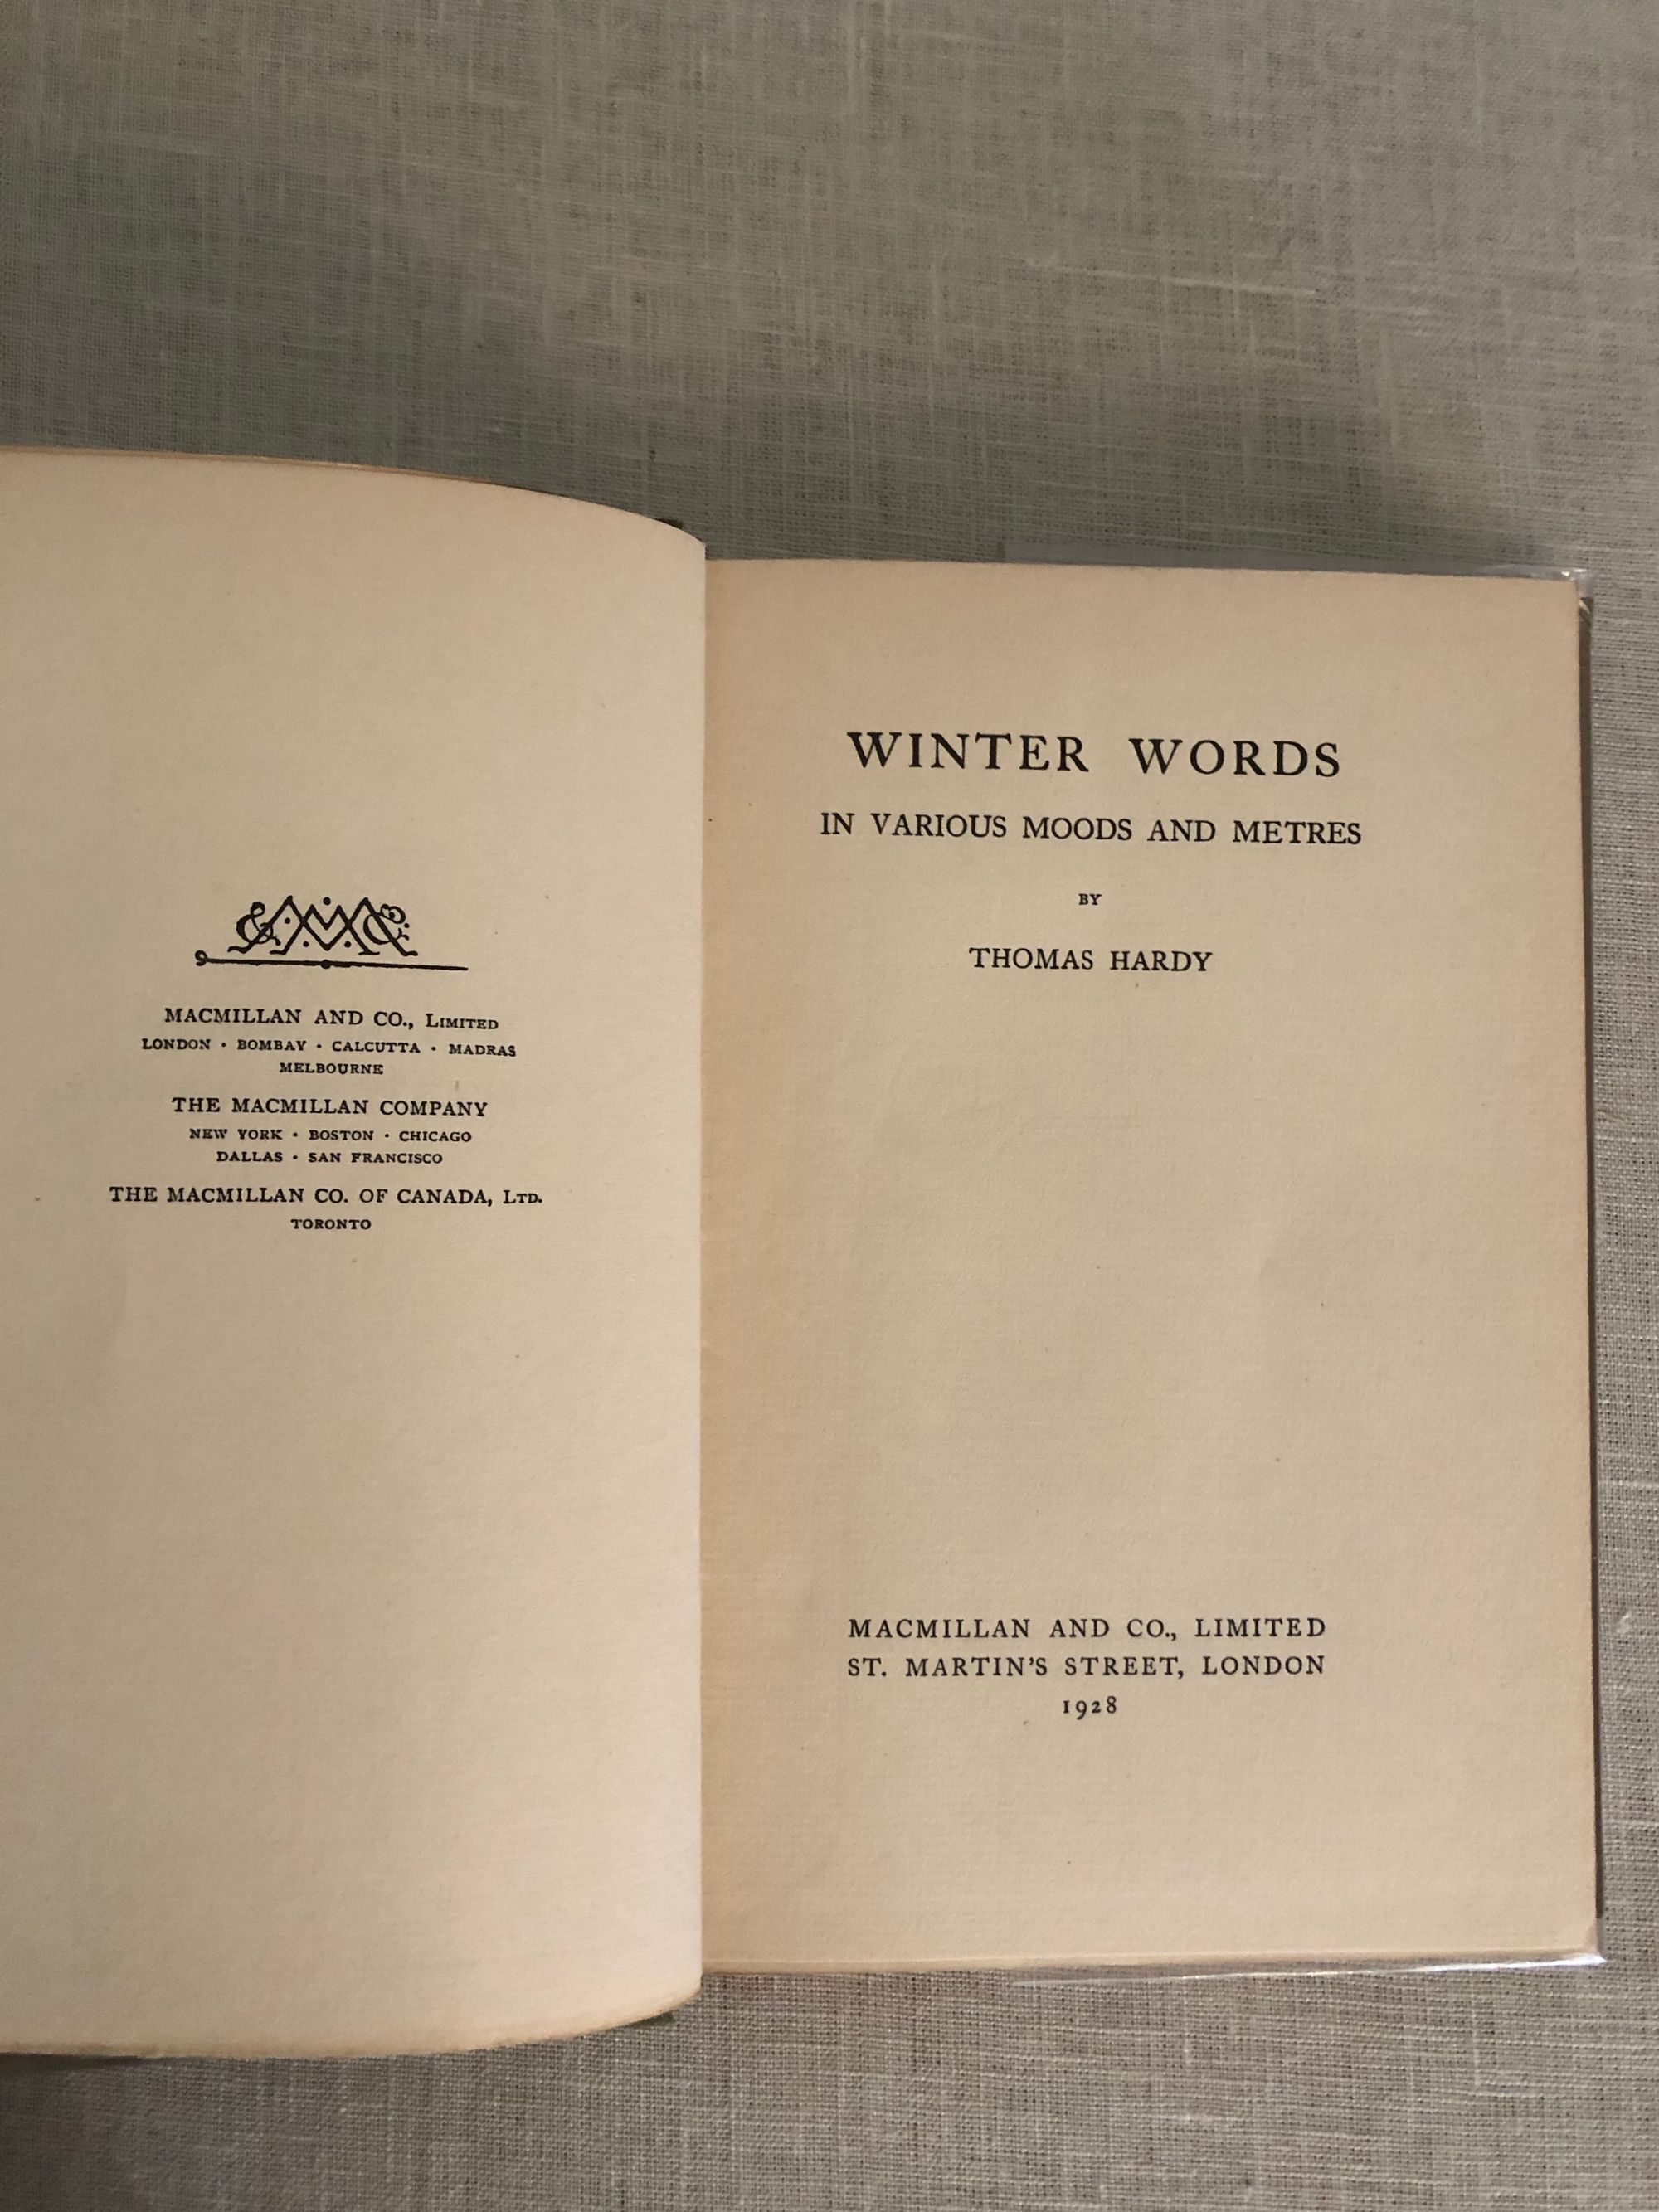 MACMILLAN AND CO., LIMITED
LONDON · BOMBAY · CALCUTTA · MADRAS
MELBOURNE
THE MACMILLAN COMPANY
NEW YORK · BOSTON · CHICAGO
DALLAS · SAN FRANCISCO
THE MACMILLAN CO. OF CANADA, LTD.
TORONTO
WINTER WORDS
IN VARIOUS MOODS AND METRES
BY
THOMAS HARDY
MACMILLAN AND CO., LIMITED
ST. MARTIN'S STREET, LONDON
1928